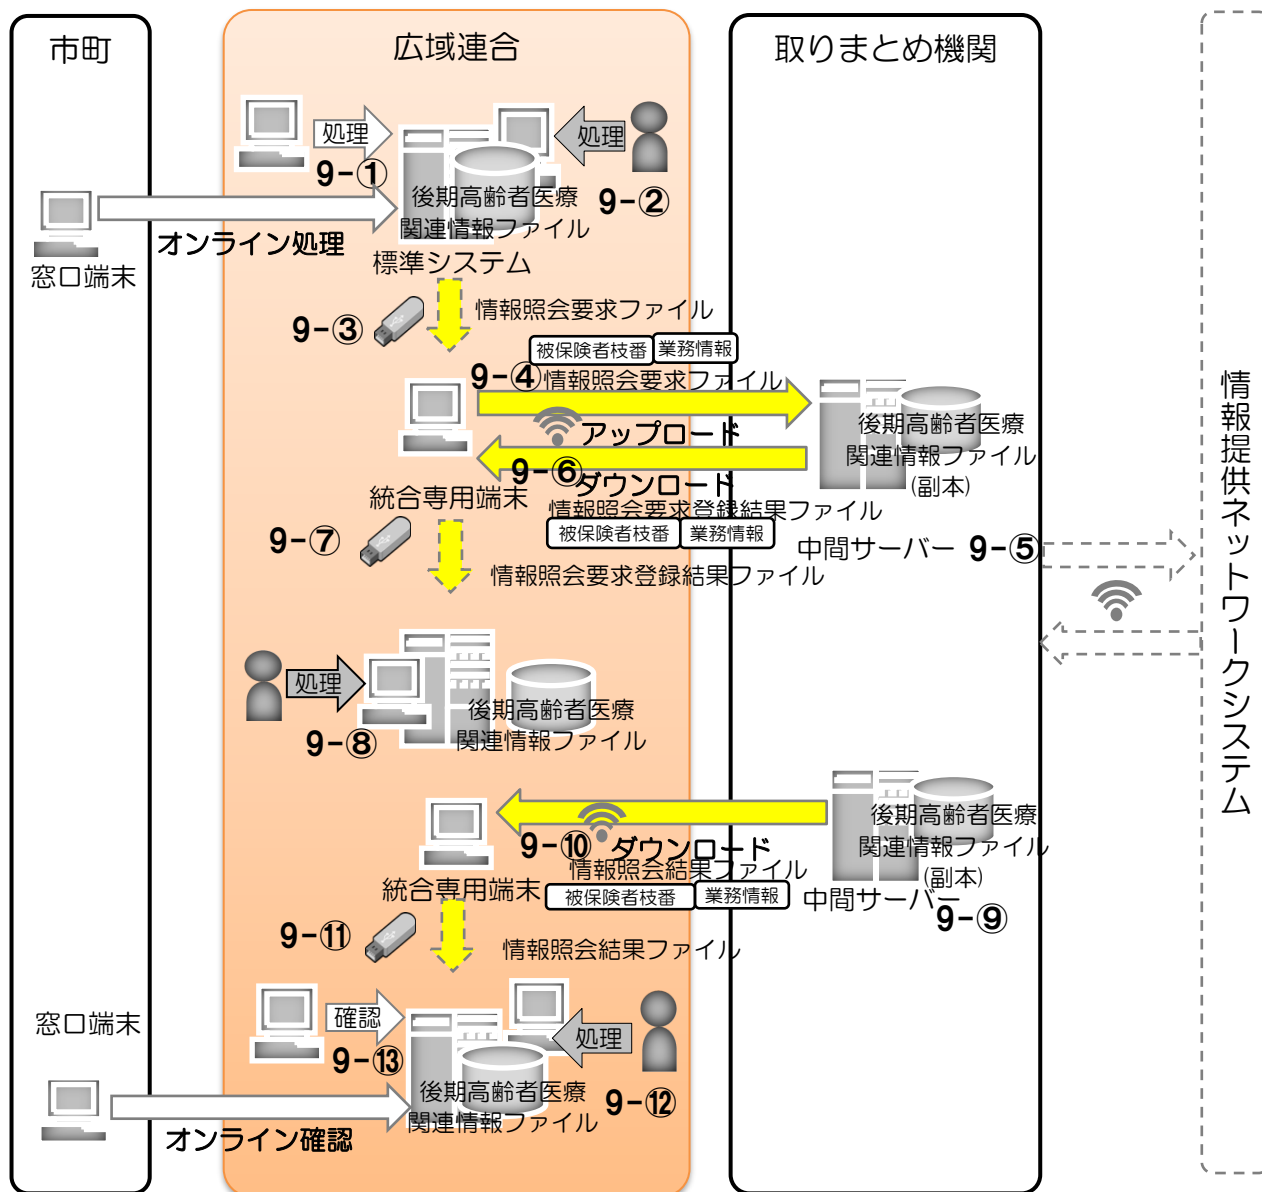 市町
広域連合
取りまとめ機関
処理
処理
9-①
9-②
後期高齢者医療
関連情報ファイル
オンライン処理
標準システム
窓口端末
9-③
情報照会要求ファイル
被保険者枝番
業務情報
9-④
情報照会要求ファイル
アップロード
後期高齢者医療
関連情報ファイル
(副本)
9-⑥
ダウンロード
統合専用端末
情報照会要求登録結果ファイル
被保険者枝番
業務情報
9-⑦
中間サーバー
9-⑤
情報照会要求登録結果ファイル
情報提供ネットワークシステム
処理
9-⑧
後期高齢者医療
関連情報ファイル
9-⑩
ダウンロード
情報照会結果ファイル
後期高齢者医療
関連情報ファイル
(副本)
統合専用端末
被保険者枝番
業務情報
中間サーバー
9-⑨
9-⑪
情報照会結果ファイル
窓口端末
確認
処理
9-⑬
9-⑫
後期高齢者医療
関連情報ファイル
オンライン確認